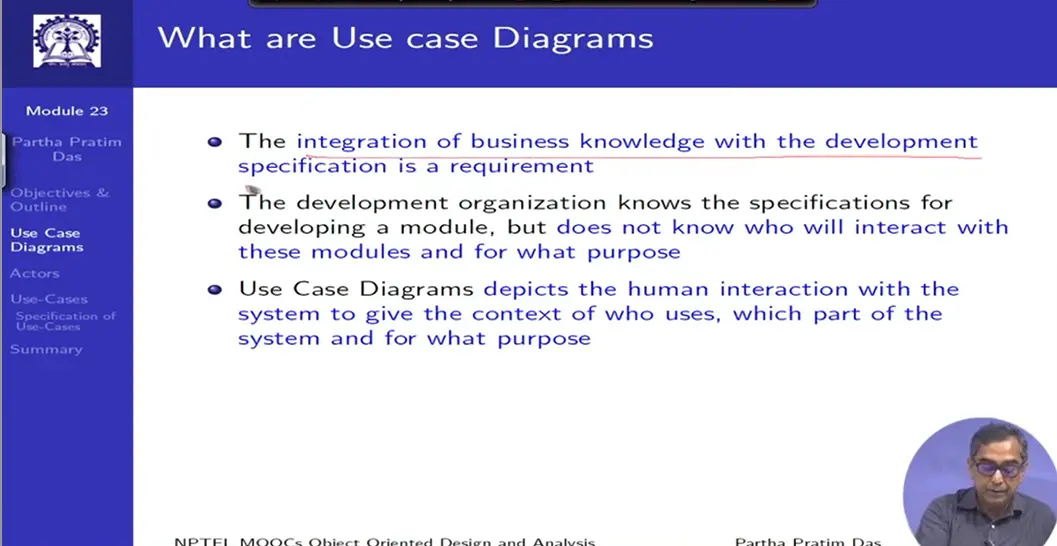 What are Use case Diagrams
Module 23
Partha Pratim
Das
Objectives &
Outline
Use Case
Diagrams
Actors
Use-Cases
Specification of
Use-Cases
Summary
The integration of business knowledge with the development
specification is a requirement
The development organization knows the specifications for
developing a module, but does not know who will interact with
these modules and for what purpose
Use Case Diagrams depicts the human interaction with the
system to give the context of who uses, which part of the
system and for what purpose
NPTEL MOOCs Object Oriented Design and Analysis
Partha Pratim Das